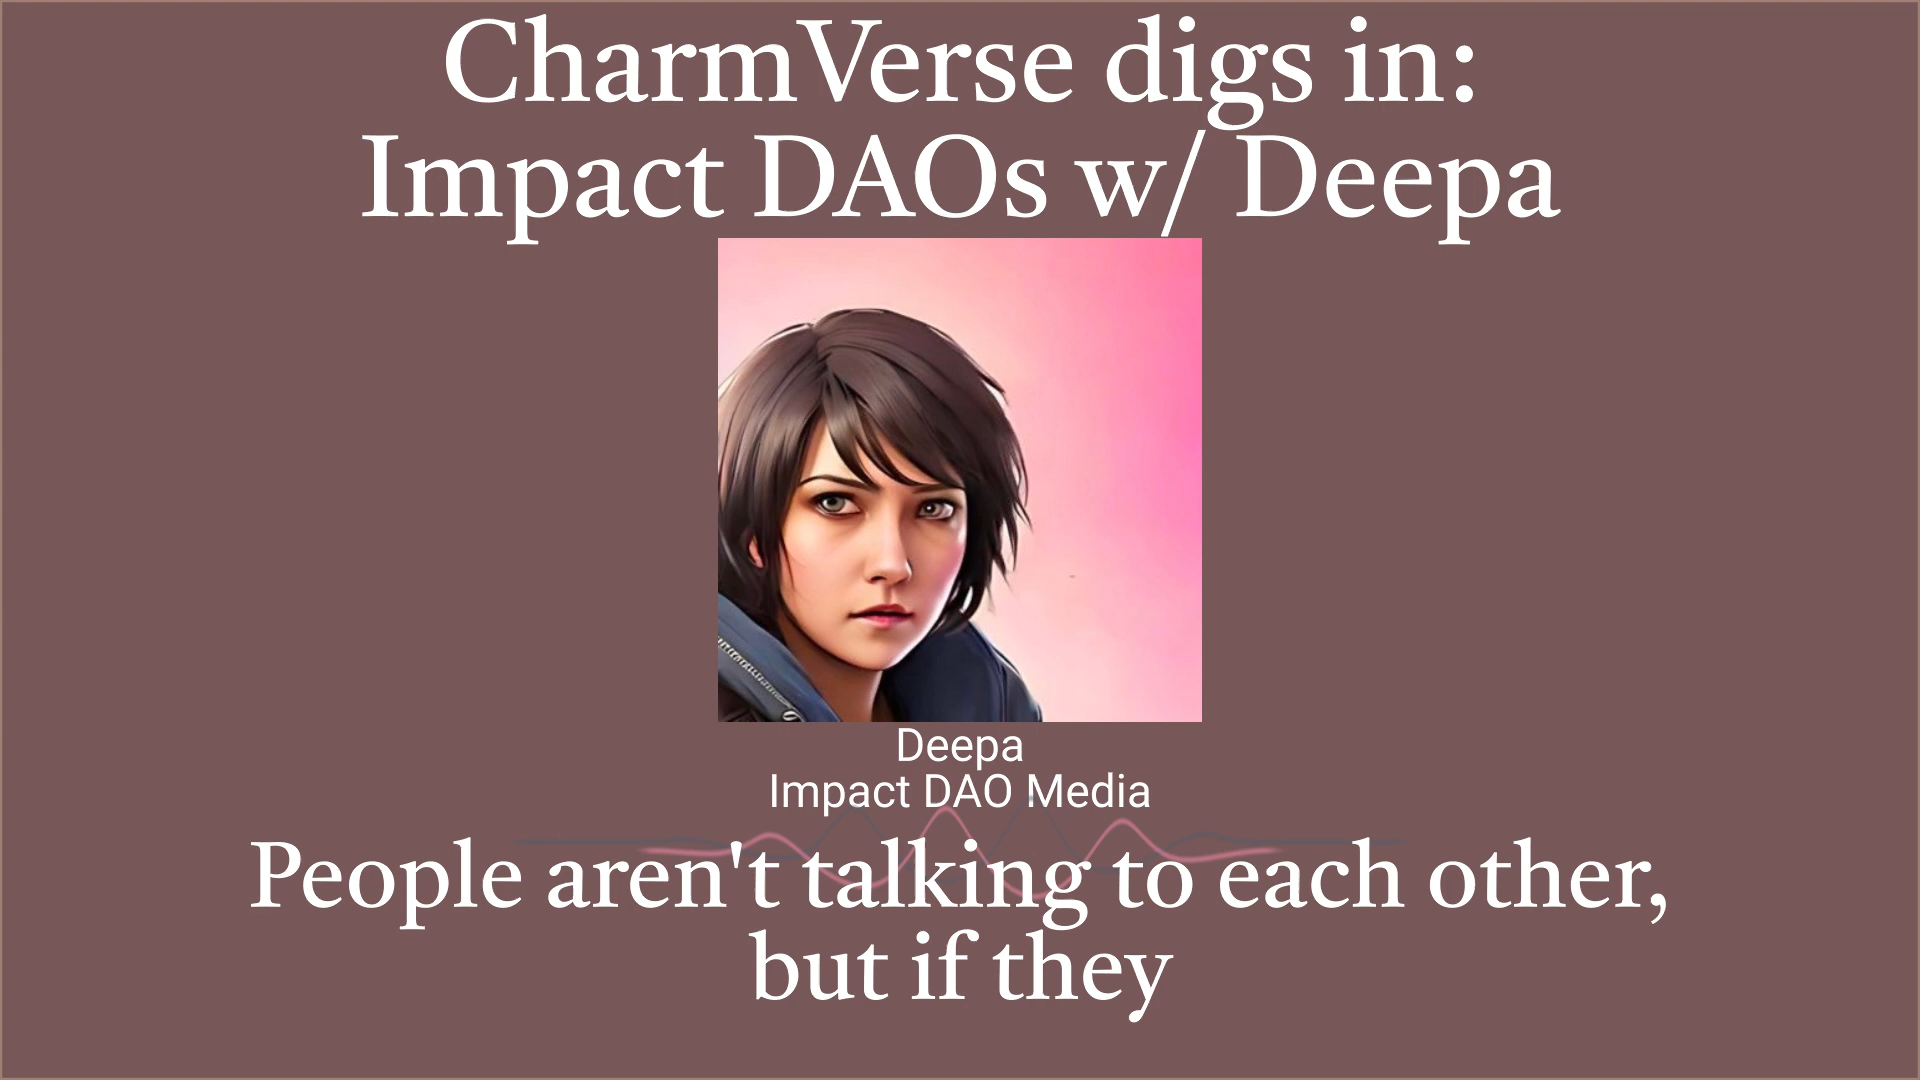 CharmVerse digs in:
Impact DAOs w/ Deepa
Deepa
Impact DAO Media
People aren't talking to each other,
but if they